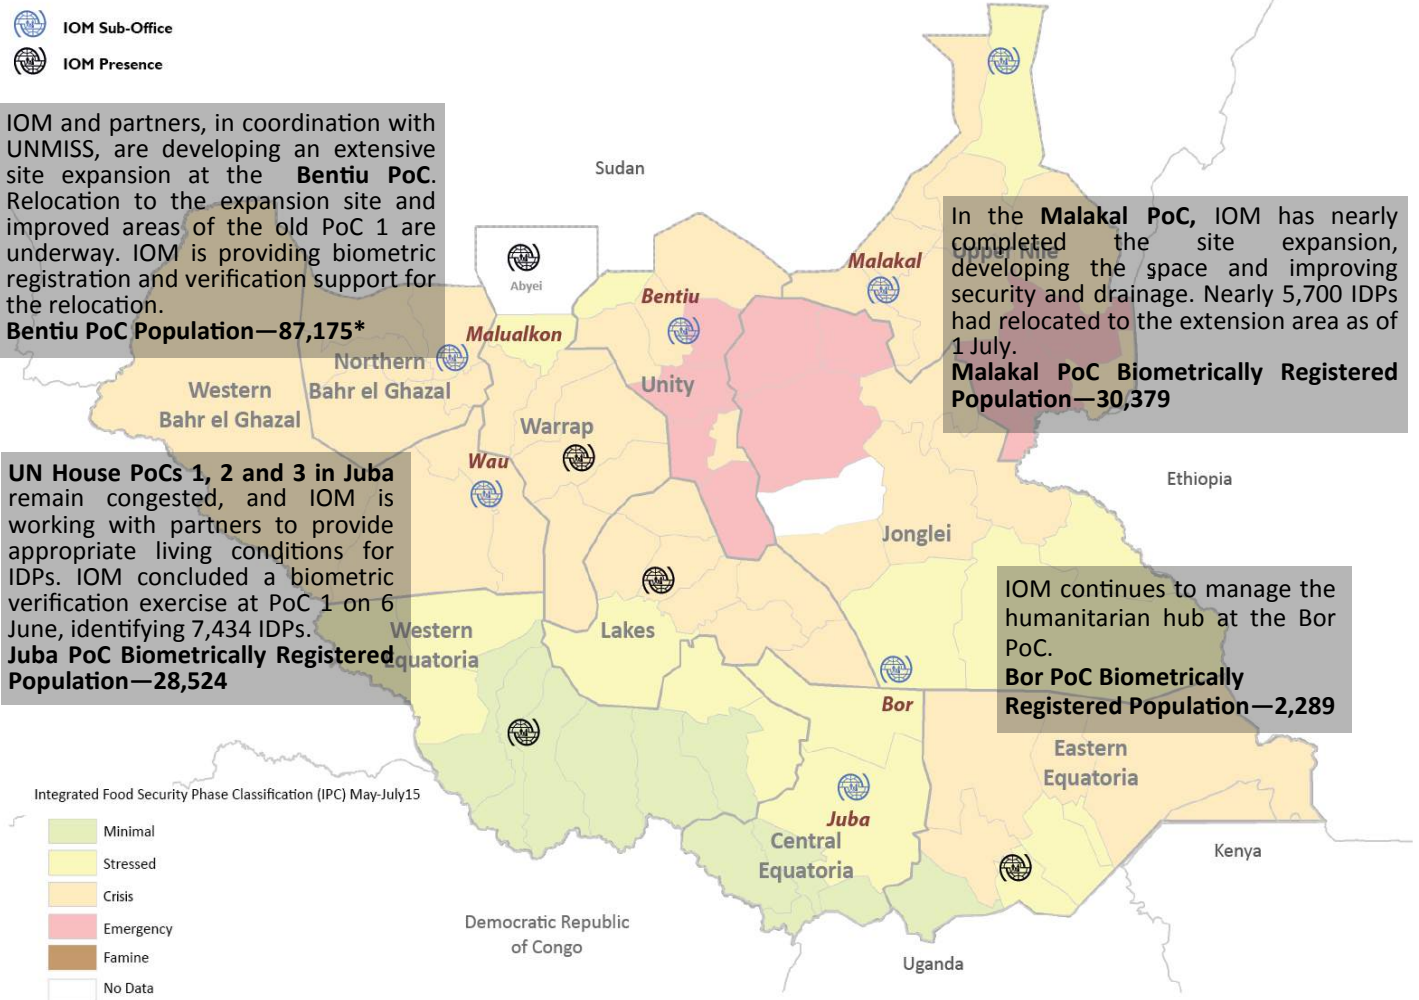 IOM Sub-Office
IOM Presence
IOM and partners, in coordination with
UNMISS, are developing an extensive
site expansion at the Bentiu PoC.
Relocation to the expansion site and
improved areas of the old PoC 1 are
underway. IOM is providing biometric
registration and verification support for
the relocation.
Bentiu PoC Population—87,175*
Sudan
In the Malakal PoC, IOM has nearly
completed the site expansion,
developing the space and improving
security and drainage. Nearly 5,700 IDPs
had relocated to the extension area as of
1 July.
Malakal PoC Biometrically Registered
Population—30,379
Upper Nile
Malakal
Abyei
Bentiu
Malualkon
Northern
Bahr el Ghazal
Western
Bahr el Ghazal
Unity
Warrap
Wau
UN House PoCs 1, 2 and 3 in Juba
remain congested, and IOM is
working with partners to provide
appropriate living conditions for
IDPs. IOM concluded a biometric
verification exercise at PoC 1 on 6
June, identifying 7,434 IDPs.
Juba PoC Biometrically Registered
Population—28,524
Ethiopia
Jonglei
IOM continues to manage the
humanitarian hub at the Bor
PoC.
Bor PoC Biometrically
Registered Population—2,289
Western
Equatoria
Lakes
Bor
Eastern
Equatoria
Juba
Central
Equatoria
Kenya
Democratic Republic
of Congo
Uganda
Integrated Food Security Phase Classification (IPC) May-July15
Minimal
Stressed
Crisis
Emergency
Famine
No Data